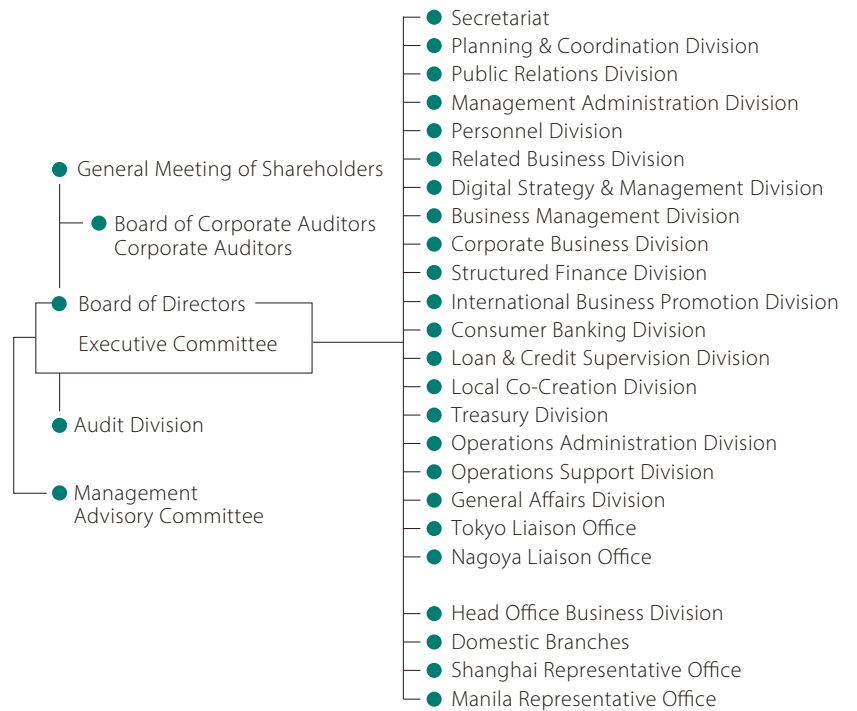 General Meeting of Shareholders
Board of Corporate Auditors
Corporate Auditors
Board of Directors
Executive Committee
Audit Division
Management
Advisory Committee
Secretariat
Planning & Coordination Division
Public Relations Division
Management Administration Division
Personnel Division
Related Business Division
Digital Strategy & Management Division
Business Management Division
Corporate Business Division
Structured Finance Division
International Business Promotion Division
Consumer Banking Division
Loan & Credit Supervision Division
Local Co-Creation Division
Treasury Division
Operations Administration Division
Operations Support Division
General Affairs Division
Tokyo Liaison Office
Nagoya Liaison Office
Head Office Business Division
Domestic Branches
Shanghai Representative Office
Manila Representative Office